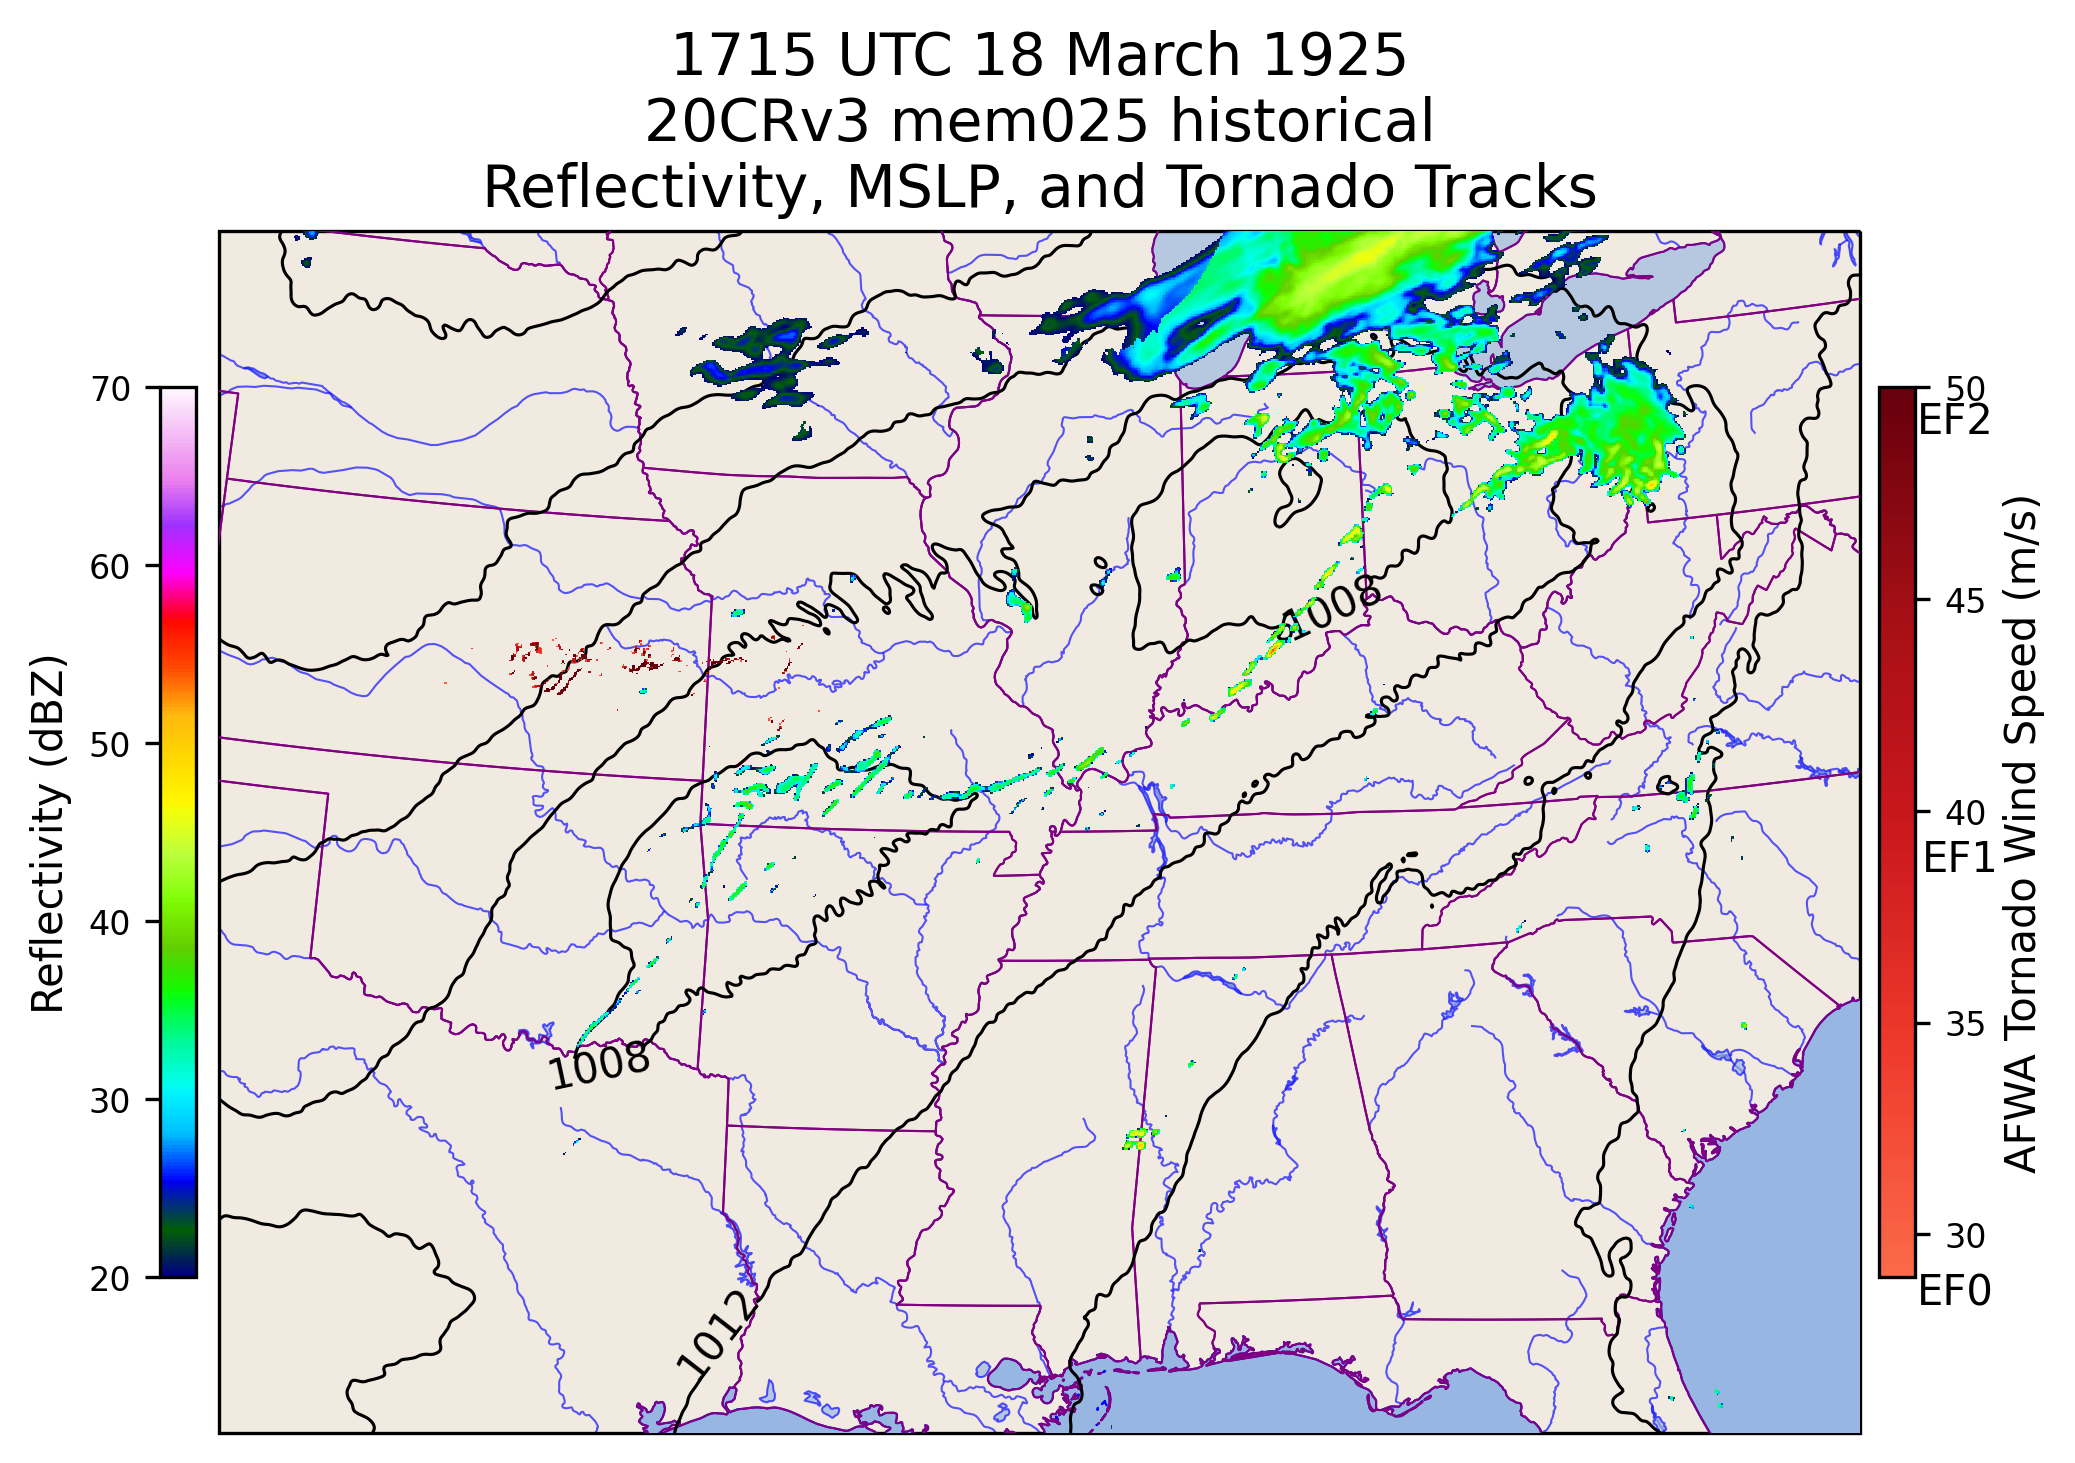 1715 UTC 18 March 1925
20CRv3 mem025 historical
Reflectivity, MSLP, and Tornado Tracks
70
60
50
40
30
20
Reflectivity (dBZ)
1008
1008
1012
50
EF2
45
40
EF1
35
30
EF0
AFWA Tornado Wind Speed (m/s)